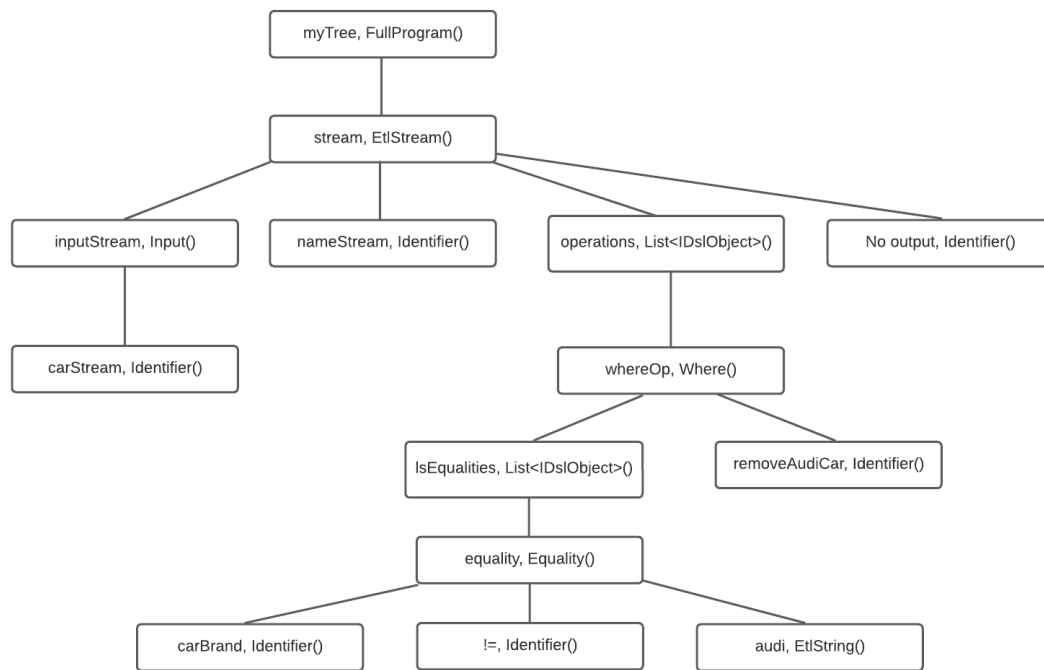 myTree, FullProgram()
stream, EtlStream()
inputStream, Input()
nameStream, Identifier()
operations, List<IDslObject>()
No output, Identifier()
carStream, Identifier()
whereOp, Where()
lsEqualities, List<IDslObject>()
removeAudiCar, Identifier()
equality, Equality()
carBrand, Identifier()
!=, Identifier()
audi, EtlString()